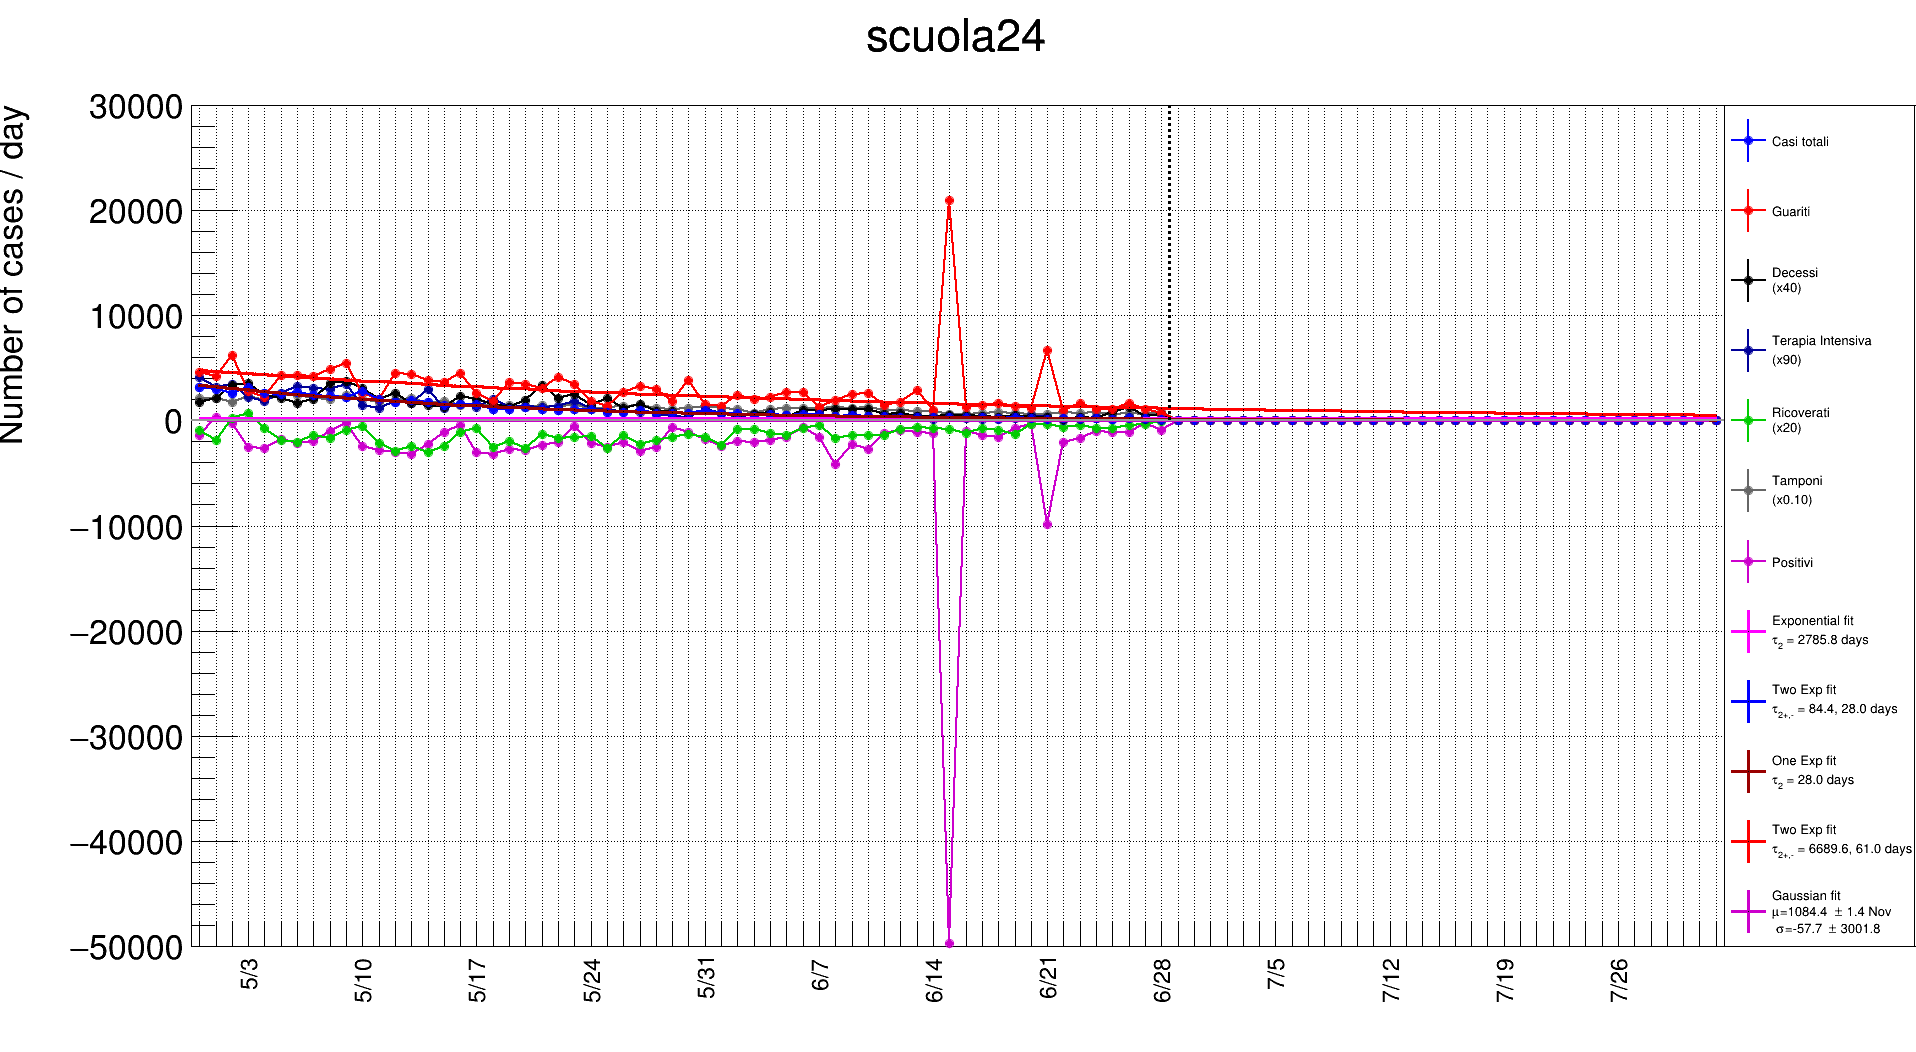 scuola24
Number of cases / day
30000
20000
10000
0
−10000
−20000
−30000
−40000
−50000
5/3
5/10
5/17
5/24
5/31
6/7
6/14
6/21
6/28
7/5
7/12
7/19
7/26
Casi totali
Guariti
Decessi
(x40)
Terapia Intensiva
(x90)
Ricoverati
(x20)
Tamponi
(x0.10)
Positivi
Exponential fit
τ2 = 2785.8 days
Two Exp fit
τ2+,- = 84.4, 28.0 days
One Exp fit
τ2 = 28.0 days
Two Exp fit
τ2+,- = 6689.6, 61.0 days
Gaussian fit
μ=1084.4 ± 1.4 Nov
σ=-57.7 ± 3001.8